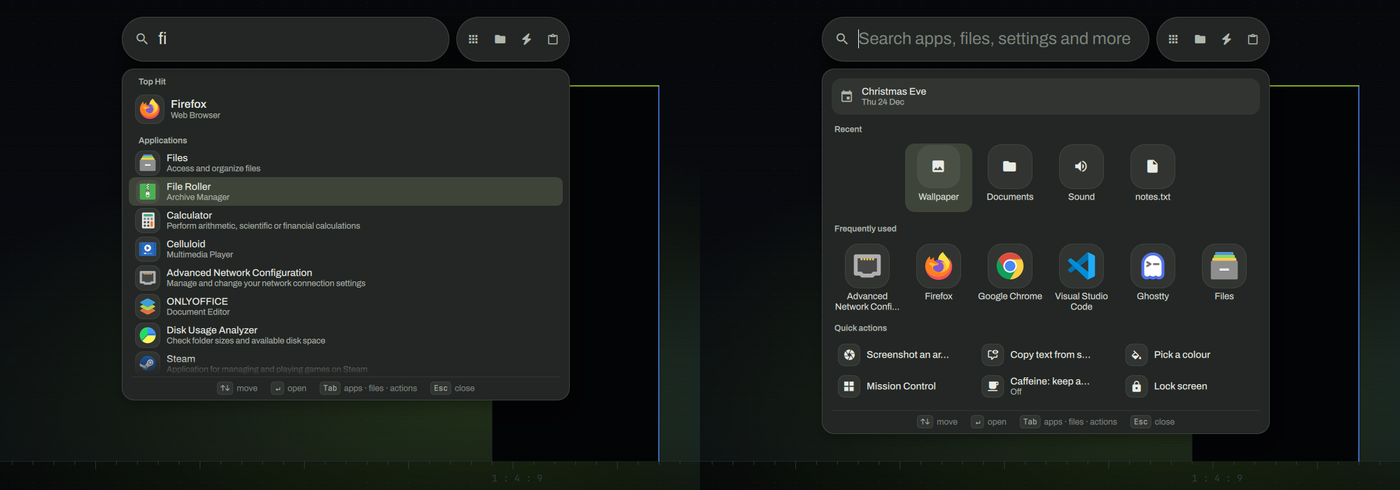 fi
Top Hit
Firefox
Web Browser
Applications
Files
Access and organize files
File Roller
Archive Manager
Calculator
Perform arithmetic, scientific or financial calculations
Celluloid
Multimedia Player
Advanced Network Configuration
Manage and change your network connection settings
ONLYOFFICE
Document Editor
Disk Usage Analyzer
Check folder sizes and available disk space
Steam
Application for managing and playing games on Steam
↑↓ move ↵ open Tab apps · files · actions Esc close
1 : 4 : 9
Search apps, files, settings and more
Christmas Eve
Thu 24 Dec
Recent
Wallpaper Documents Sound notes.txt
Frequently used
Advanced Network Confi... Firefox Google Chrome Visual Studio Code Ghostty Files
Quick actions
Screenshot an ar... Copy text from s... Pick a colour
Mission Control Caffeine: keep a... Lock screen
Off
↑↓ move ↵ open Tab apps · files · actions Esc close
1 : 4 : 9